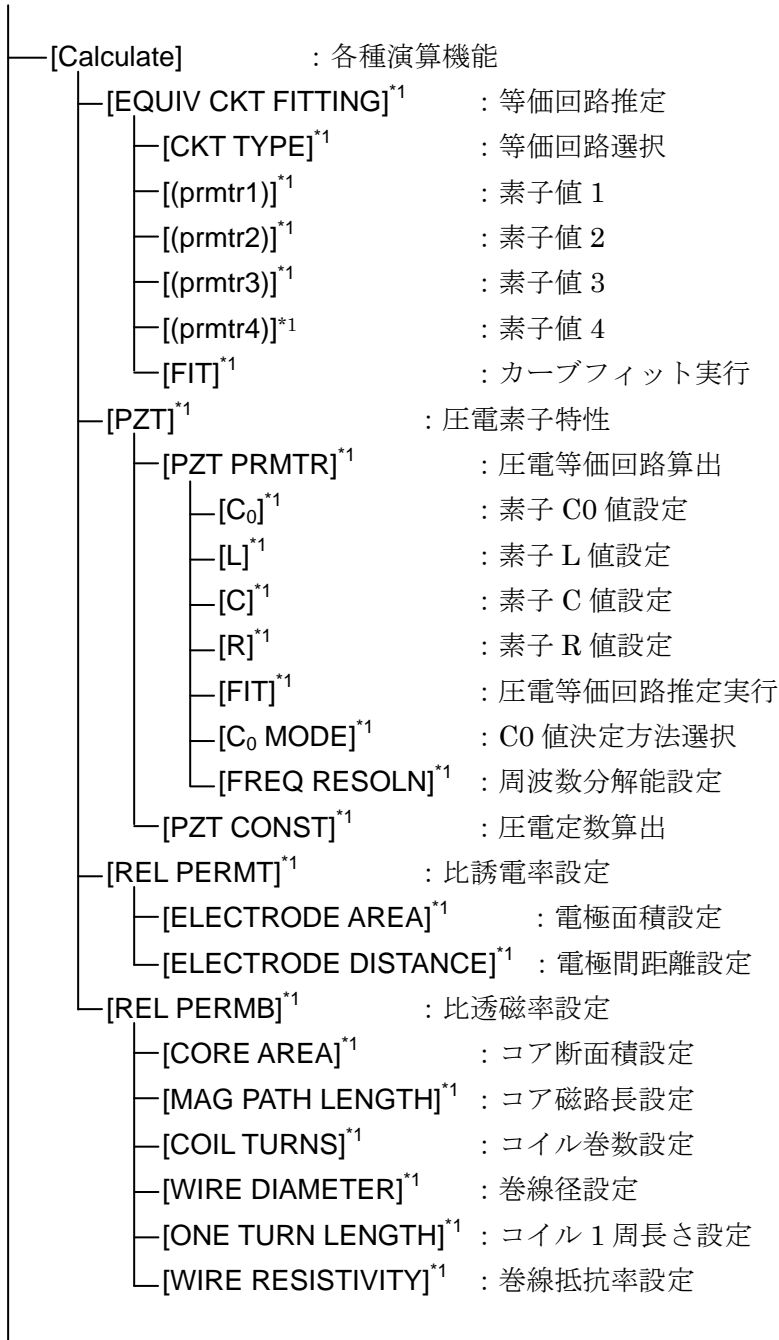 [Calculate] : 各種演算機能
[EQUIV CKT FITTING]*1 : 等価回路推定
[CKT TYPE]*1 : 等価回路選択
[(prmtr1)]*1 : 素子値 1
[(prmtr2)]*1 : 素子値 2
[(prmtr3)]*1 : 素子値 3
[(prmtr4)]*1 : 素子値 4
[FIT]*1 : カーブフィット実行
[PZT]*1 : 圧電素子特性
[PZT PRMTR]*1 : 圧電等価回路算出
[C0]*1 : 素子 C0 値設定
[L]*1 : 素子 L 値設定
[C]*1 : 素子 C 値設定
[R]*1 : 素子 R 値設定
[FIT]*1 : 圧電等価回路推定実行
[C0 MODE]*1 : C0 値決定方法選択
[FREQ RESOLN]*1 : 周波数分解能設定
[PZT CONST]*1 : 圧電定数算出
[REL PERMT]*1 : 比誘電率設定
[ELECTRODE AREA]*1 : 電極面積設定
[ELECTRODE DISTANCE]*1 : 電極間距離設定
[REL PERMB]*1 : 比透磁率設定
[CORE AREA]*1 : コア断面積設定
[MAG PATH LENGTH]*1 : コア磁路長設定
[COIL TURNS]*1 : コイル巻数設定
[WIRE DIAMETER]*1 : 巻線径設定
[ONE TURN LENGTH]*1 : コイル 1 周長さ設定
[WIRE RESISTIVITY]*1 : 巻線抵抗率設定